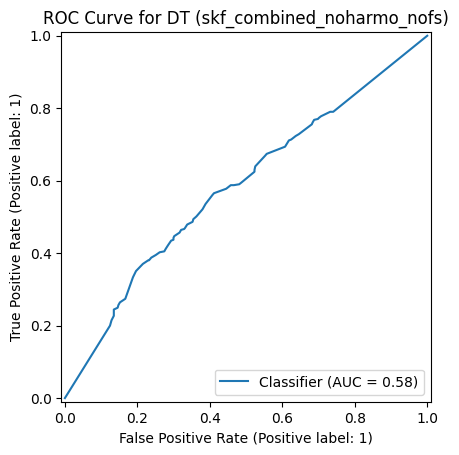 ROC Curve for DT (skf_combined_noharmo_nofs)
1.0
0.8
0.6
0.4
0.2
0.0
True Positive Rate (Positive label: 1)
Classifier (AUC = 0.58)
0.0 0.2 0.4 0.6 0.8 1.0
False Positive Rate (Positive label: 1)